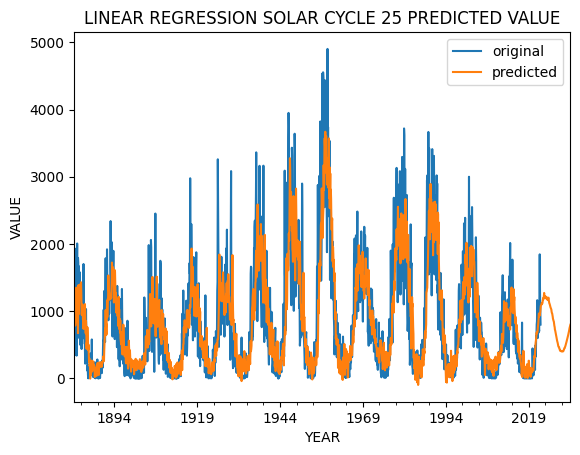 LINEAR REGRESSION SOLAR CYCLE 25 PREDICTED VALUE
original
predicted
5000
4000
3000
2000
1000
0
VALUE
1894 1919 1944 1969 1994 2019
YEAR